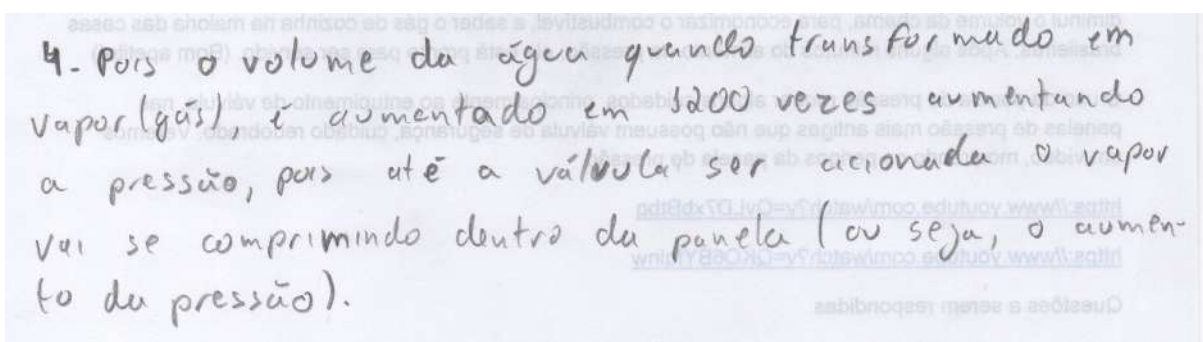 4- Pois o volume da água quando transformado em
vapor (gás), é aumentado em 1200 vezes aumentando
a pressão, pois até a válvula ser acionada o vapor
vai se comprimindo dentro da panela (ou seja, o aumen-
to da pressão).